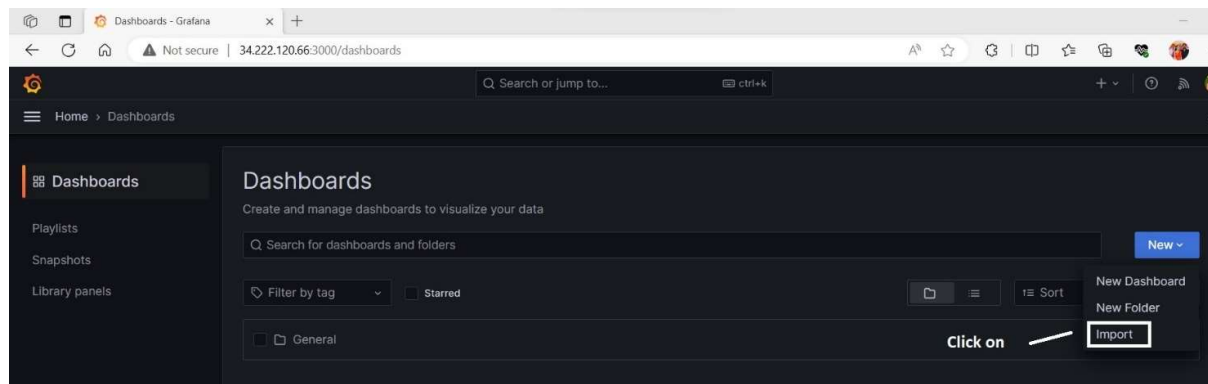 Dashboards - Grafana
Not secure | 34.222.120.66:3000/dashboards
Search or jump to... ctrl+k
Home > Dashboards
Dashboards
Playlists
Snapshots
Library panels
Dashboards
Create and manage dashboards to visualize your data
Search for dashboards and folders
New
Filter by tag Starred Sort
New Dashboard
New Folder
Import
General
Click on